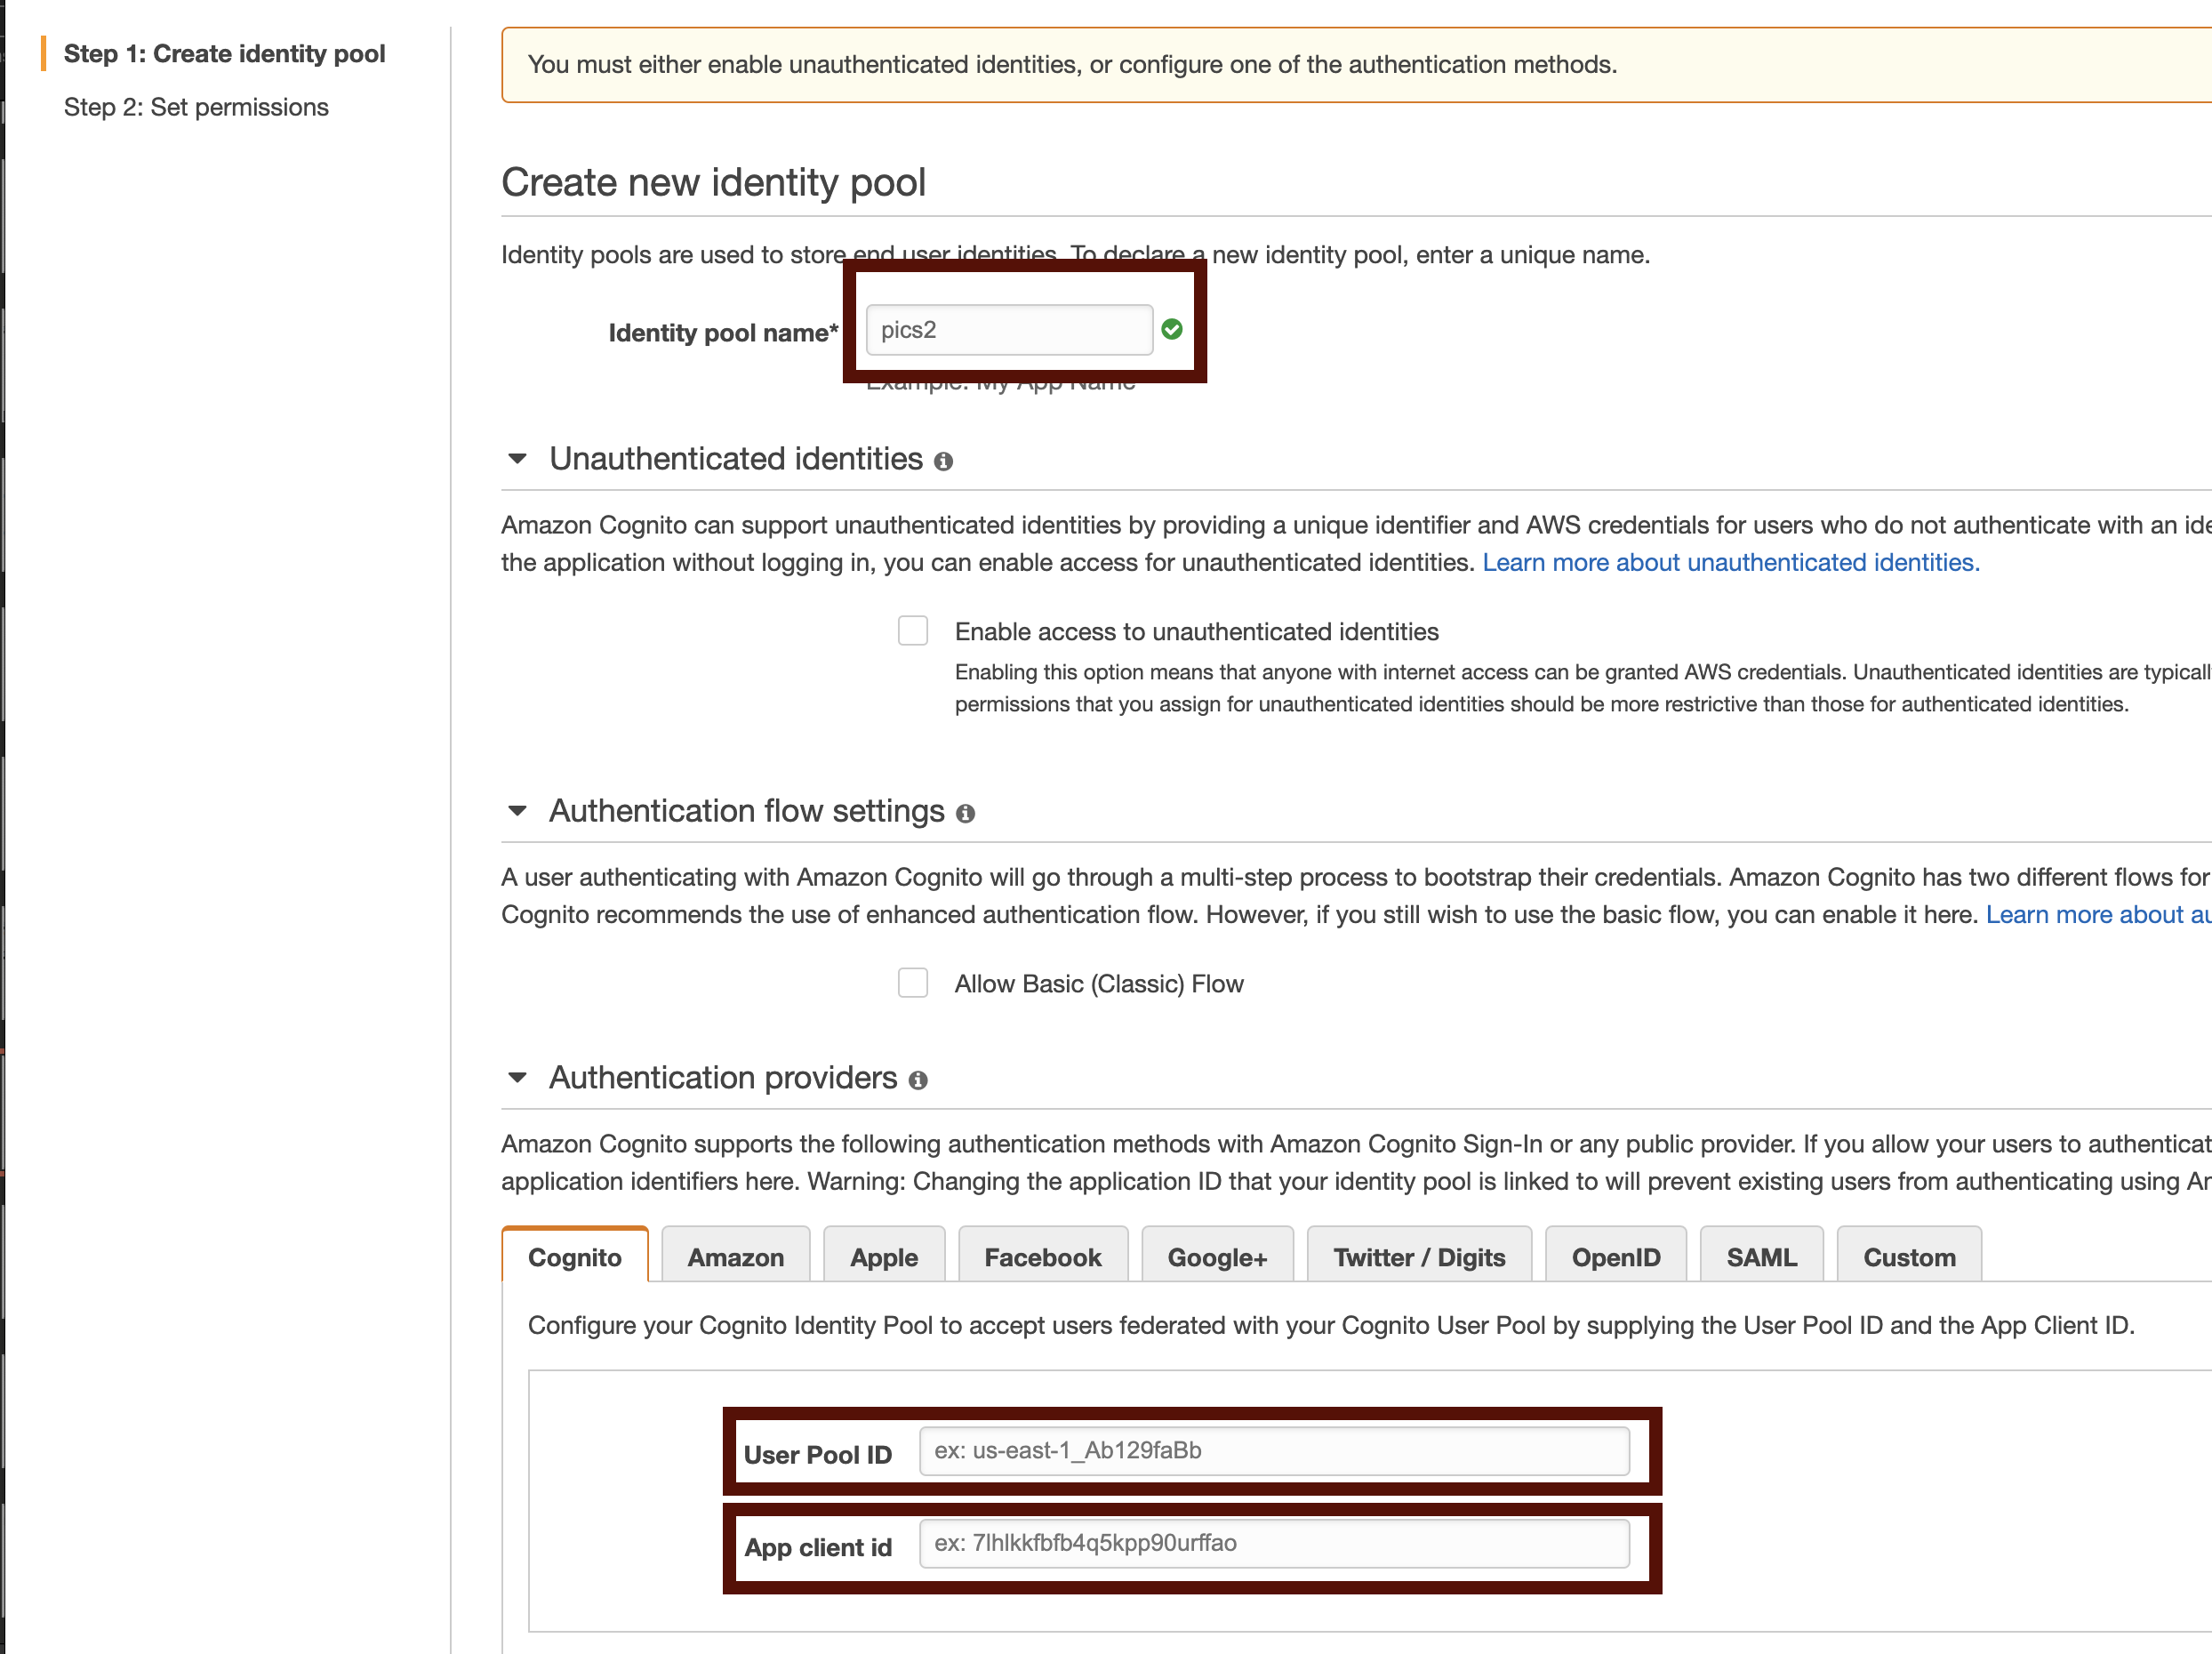 Step 1: Create identity pool
Step 2: Set permissions
You must either enable unauthenticated identities, or configure one of the authentication methods.
Create new identity pool
Identity pools are used to store end user identities. To declare a new identity pool, enter a unique name.
Identity pool name*
pics2
Example: My App Name
Unauthenticated identities
Amazon Cognito can support unauthenticated identities by providing a unique identifier and AWS credentials for users who do not authenticate with an
the application without logging in, you can enable access for unauthenticated identities. Learn more about unauthenticated identities.
Enable access to unauthenticated identities
Enabling this option means that anyone with internet access can be granted AWS credentials. Unauthenticated identities are
permissions that you assign for unauthenticated identities should be more restrictive than those for authenticated identities.
Authentication flow settings
A user authenticating with Amazon Cognito will go through a multi-step process to bootstrap their credentials. Amazon Cognito has two different flows for
Cognito recommends the use of enhanced authentication flow. However, if you still wish to use the basic flow, you can enable it here. Learn more about
Allow Basic (Classic) Flow
Authentication providers
Amazon Cognito supports the following authentication methods with Amazon Cognito Sign-In or any public provider. If you allow your users to
application identifiers here. Warning: Changing the application ID that your identity pool is linked to will prevent existing users from authenticating using
Cognito Amazon Apple Facebook Google+ Twitter / Digits OpenID SAML Custom
Configure your Cognito Identity Pool to accept users federated with your Cognito User Pool by supplying the User Pool ID and the App Client ID.
User Pool ID
ex: us-east-1_Ab129faBb
App client id
ex: 7lhlkkfbfb4q5kpp90urffao